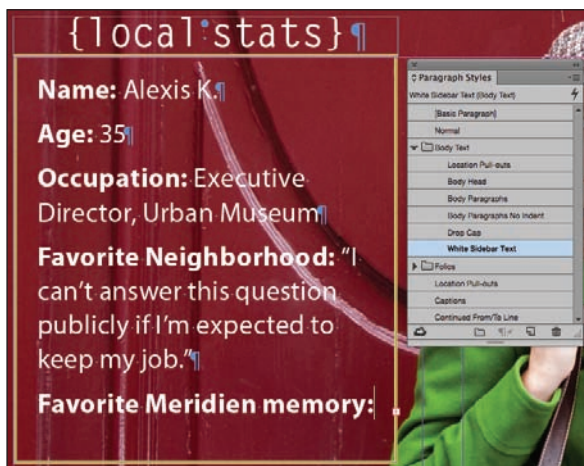 {local stats}¶
Name: Alexis K.¶
Age: 35¶
Occupation: Executive
Director, Urban Museum¶
Favorite Neighborhood: “I
can’t answer this question
publicly if I’m expected to
keep my job.”¶
Favorite Meridien memory:
Paragraph Styles
White Sidebar Text (Body Text)
[Basic Paragraph]
Normal
Body Text
Location Pull-outs
Body Head
Body Paragraphs
Body Paragraphs No Indent
Drop Cap
White Sidebar Text
Folios
Location Pull-outs
Captions
Continued From/To Line